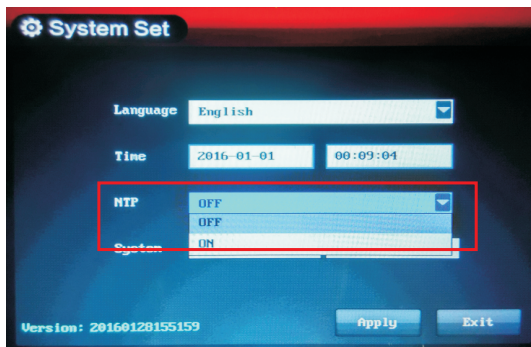 System Set
Language English
Time 2016-01-01 00:09:04
NTP OFF
OFF
System ON
Version: 20160128155159 Apply Exit